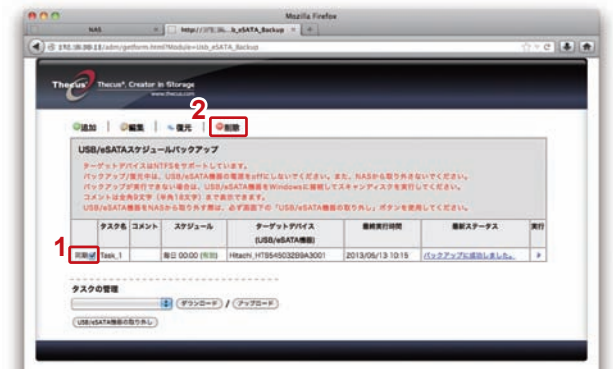 Mozilla Firefox
NAS
http://
b_eSATA_Backup
/adm/getform.html?Module=Usb_eSATA_Backup
Thecus Thecus®, Creator in Storage
www.thecus.com
2
追加 | 編集 | 復元 | 削除
USB/eSATAスケジュールバックアップ
ターゲットデバイスはNTFSをサポートしています。
バックアップ/復元中は、USB/eSATA機器の電源をoffにしないでください。また、NASから取り外さないでください。
バックアップが実行できない場合は、USB/eSATA機器をWindowsに接続してスキャンディスクを実行してください。
コメントは全角9文字（半角18文字）まで表示できます。
USB/eSATA機器をNASから取り外す際は、必ず画面下の「USB/eSATA機器の取り外し」ボタンを使用してください。
タスク名 コメント スケジュール ターゲットデバイス 最終実行時間 最新ステータス 実行
(USB/eSATA機器)
1
同期 Task_1 毎日 00:00 [有効] Hitachi_HTS545032B9A3001 2013/05/13 10:15 バックアップに成功しました。
タスクの管理
ダウンロード / アップロード
USB/eSATA機器の取り外し